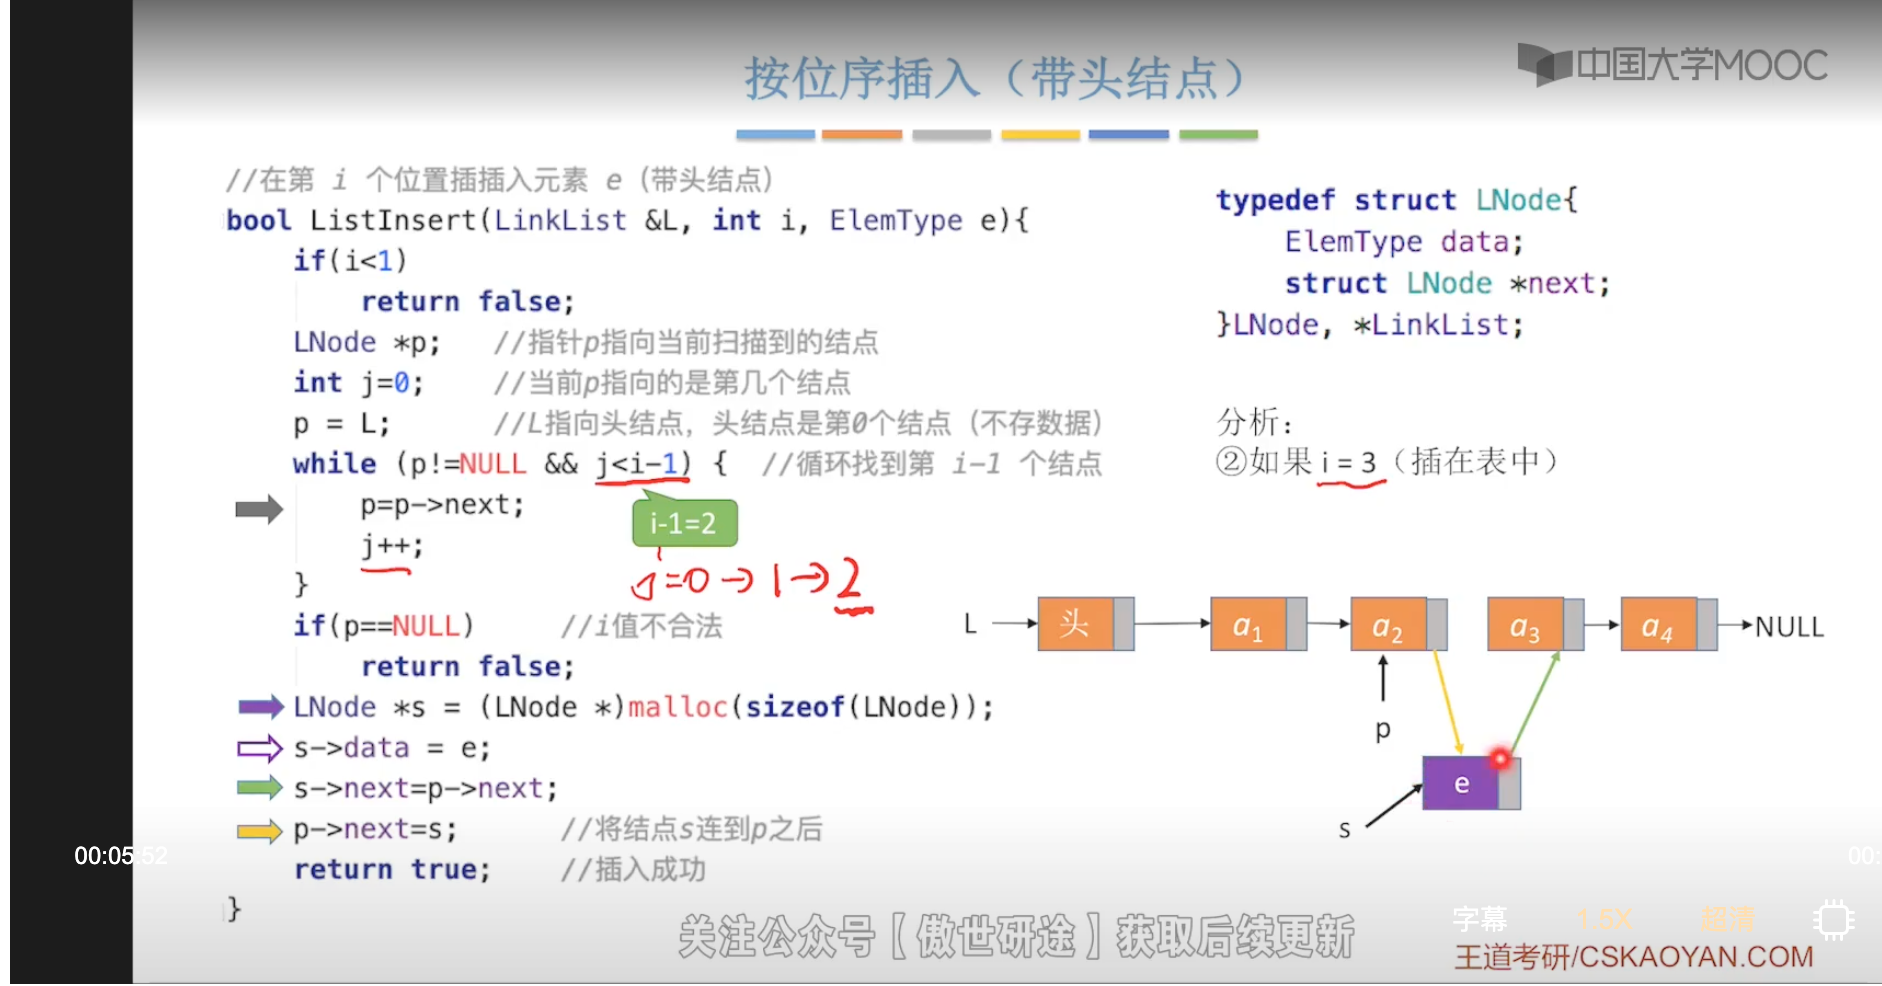 按位序插入（带头结点）
中国大学MOOC
//在第 i 个位置插插入元素 e（带头结点）
bool ListInsert(LinkList &L, int i, ElemType e){
if(i<1)
return false;
LNode *p; //指针p指向当前扫描到的结点
int j=0; //当前p指向的是第几个结点
p = L; //L指向头结点，头结点是第0个结点（不存数据）
while (p!=NULL && j<i-1) { //循环找到第 i-1 个结点
p=p->next;
i-1=2
j++;
j=0→1→2
}
if(p==NULL) //i值不合法
return false;
LNode *s = (LNode *)malloc(sizeof(LNode));
s->data = e;
s->next=p->next;
p->next=s; //将结点s连到p之后
return true; //插入成功
}
typedef struct LNode{
ElemType data;
struct LNode *next;
}LNode, *LinkList;
分析：
②如果 i = 3（插在表中）
L 头 a1 a2 a3 a4 NULL
p
e
s
00:05:52
00:
字幕 1.5X 超清
关注公众号【傲世研途】获取后续更新
王道考研/CSKAOYAN.COM